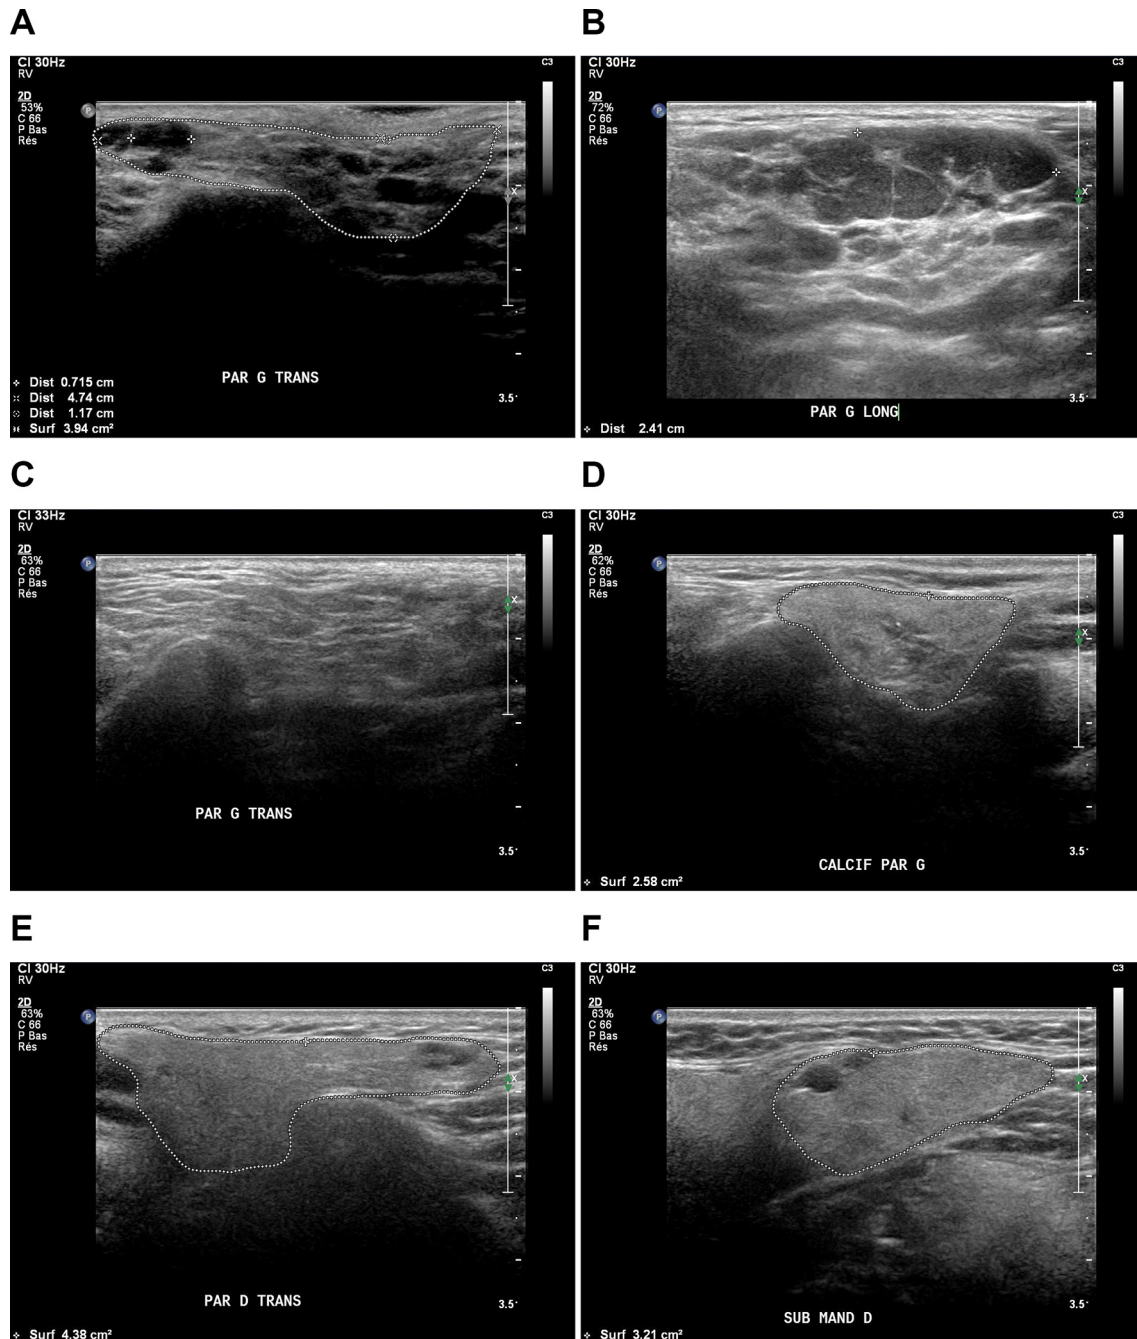 A
CI 30Hz
RV
C3
2D
53%
C 66
P Bas
Rés
P
X
PAR G TRANS
Dist 0.715 cm
Dist 4.74 cm
Dist 1.17 cm
Surf 3.94 cm²
3.5
B
CI 30Hz
RV
C3
2D
72%
C 66
P Bas
Rés
P
X
3.5
PAR G LONG
Dist 2.41 cm
C
CI 33Hz
RV
C3
2D
63%
C 66
P Bas
Rés
P
X
PAR G TRANS
3.5
D
CI 30Hz
RV
C3
2D
62%
C 66
P Bas
Rés
P
X
3.5
CALCIF PAR G
Surf 2.58 cm²
E
CI 30Hz
RV
C3
2D
63%
C 66
P Bas
Rés
P
X
PAR D TRANS
3.5
Surf 4.38 cm²
F
CI 30Hz
RV
C3
2D
63%
C 66
P Bas
Rés
P
X
3.5
SUB MAND D
Surf 3.21 cm²